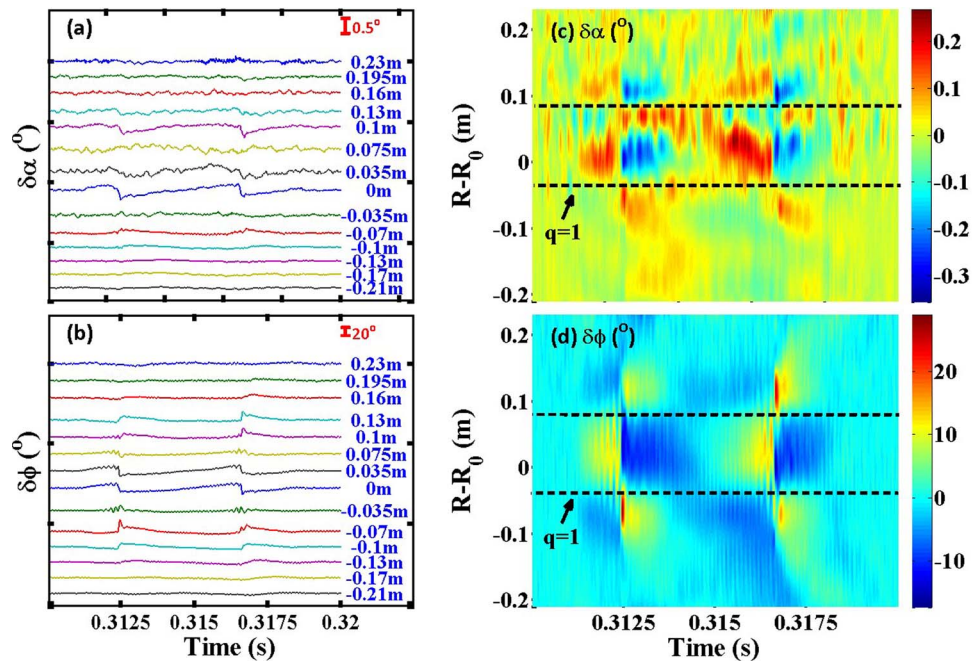 (a)
0.5°
0.23m
0.195m
0.16m
0.13m
0.1m
0.075m
0.035m
0m
-0.035m
-0.07m
-0.1m
-0.13m
-0.17m
-0.21m
δα (°)
(b)
20°
0.23m
0.195m
0.16m
0.13m
0.1m
0.075m
0.035m
0m
-0.035m
-0.07m
-0.1m
-0.13m
-0.17m
-0.21m
δϕ (°)
0.3125 0.315 0.3175 0.32
Time (s)
(c) δα (°)
0.2
0.1
0
-0.1
-0.2
R-R0 (m)
q=1
0.2
0.1
0
-0.1
-0.2
-0.3
(d) δϕ (°)
0.2
0.1
0
-0.1
-0.2
R-R0 (m)
q=1
20
10
0
-10
0.3125 0.315 0.3175
Time (s)